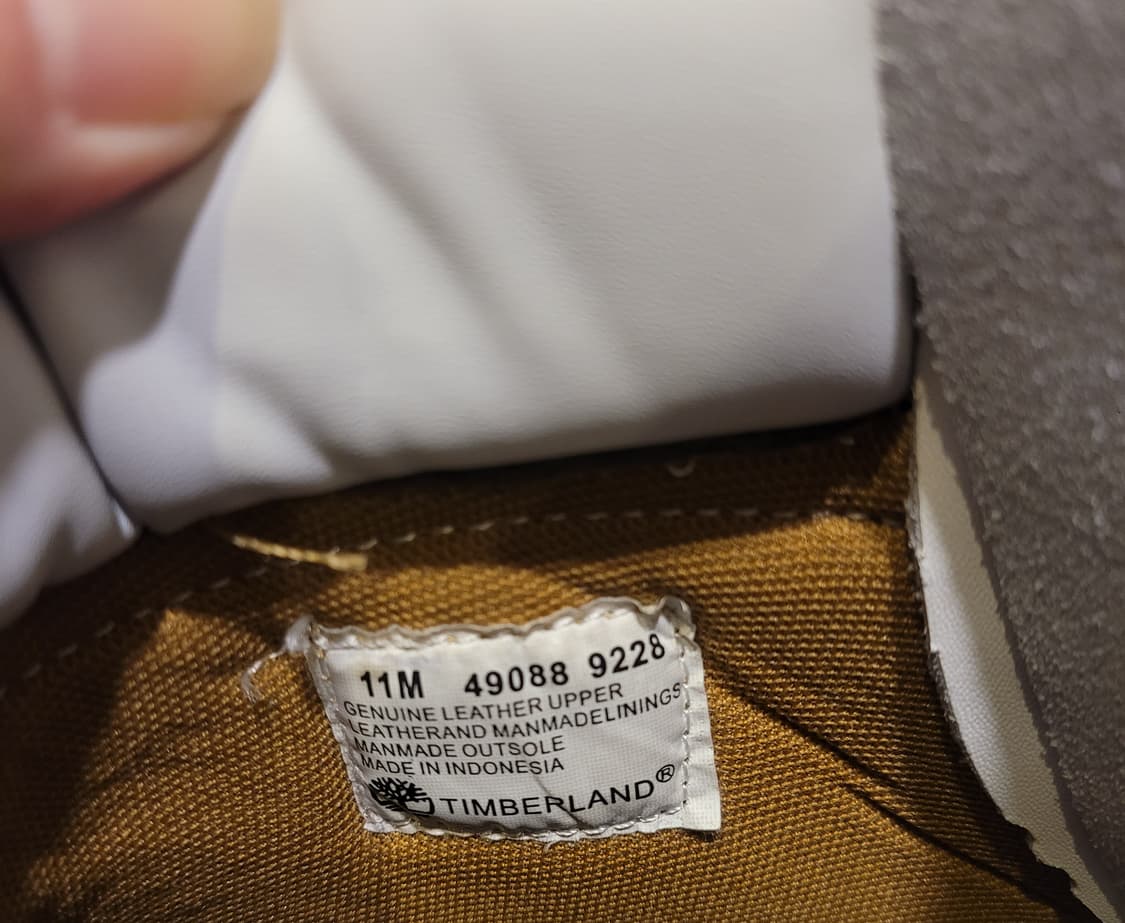 11M 49088 9228
GENUINE LEATHER UPPER
LEATHERAND MANMADELININGS
MANMADE OUTSOLE
MADE IN INDONESIA
TIMBERLAND®